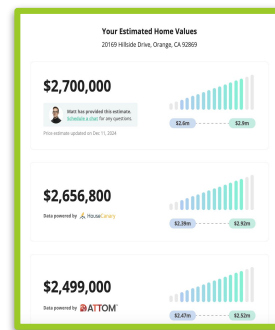 Your Estimated Home Values
20169 Hillside Drive, Orange, CA 92869
$2,700,000
Matt has provided this estimate.
Schedule a chat for any questions.
Price estimate updated on Dec 11, 2024
$2.6m
$2.9m
$2,656,800
Data powered by HouseCanary
$2.39m
$2.92m
$2,499,000
Data powered by ATTOM
$2.47m
$2.52m